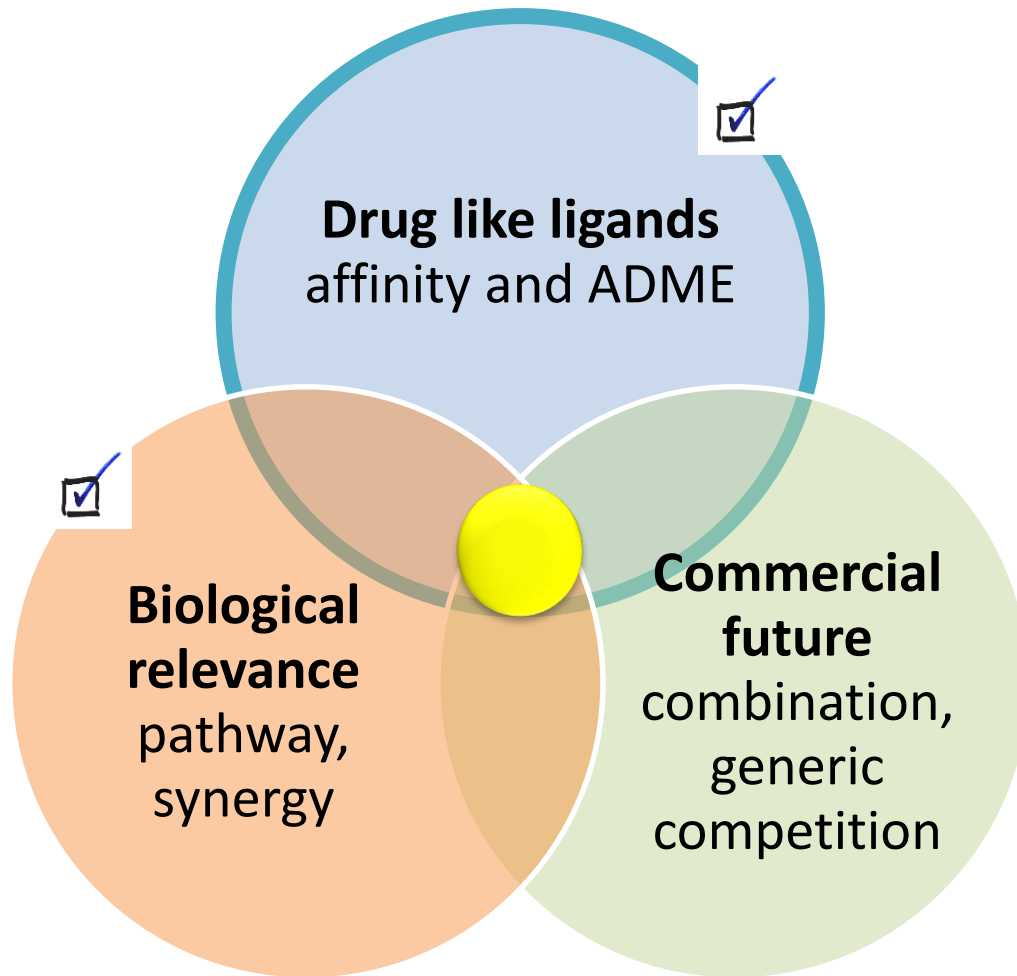 Drug like ligands
affinity and ADME
Biological
relevance
pathway,
synergy
Commercial
future
combination,
generic
competition